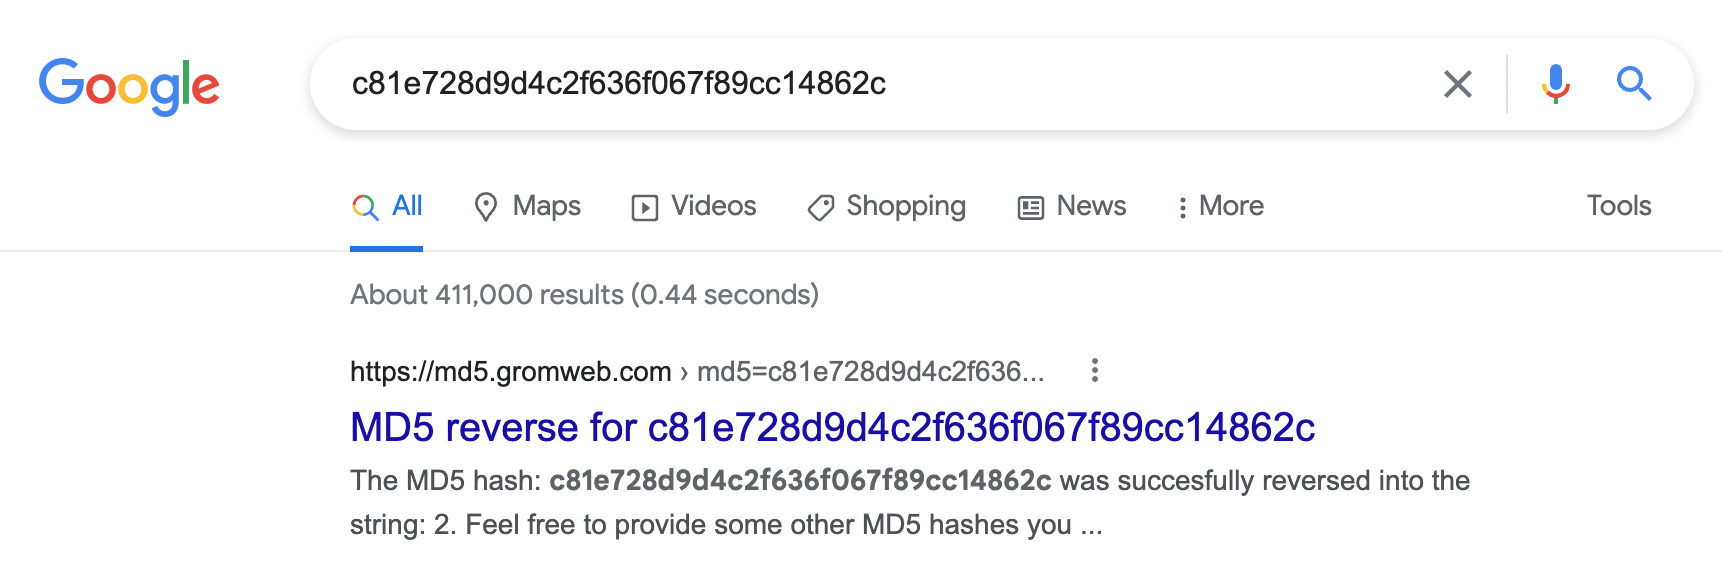 Google
c81e728d9d4c2f636f067f89cc14862c
All Maps Videos Shopping News More Tools
About 411,000 results (0.44 seconds)
https://md5.gromweb.com › md5=c81e728d9d4c2f636...
MD5 reverse for c81e728d9d4c2f636f067f89cc14862c
The MD5 hash: c81e728d9d4c2f636f067f89cc14862c was succesfully reversed into the
string: 2. Feel free to provide some other MD5 hashes you ...